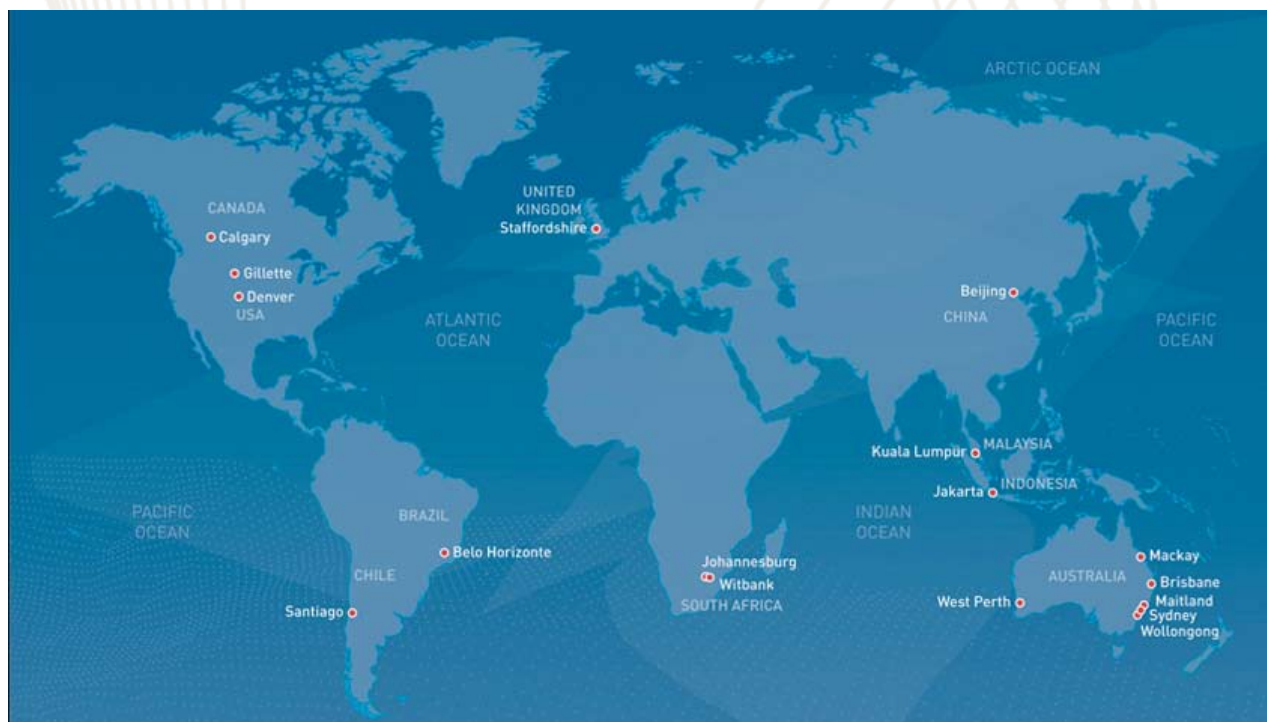 ARCTIC OCEAN
UNITED
KINGDOM
Staffordshire
CANADA
Calgary
Gillette
Denver
USA
Beijing
CHINA
ATLANTIC
OCEAN
PACIFIC
OCEAN
Kuala Lumpur
MALAYSIA
Jakarta
INDONESIA
PACIFIC
OCEAN
BRAZIL
INDIAN
OCEAN
Belo Horizonte
Johannesburg
Witbank
SOUTH AFRICA
CHILE
Santiago
Mackay
AUSTRALIA
Brisbane
West Perth
Maitland
Sydney
Wollongong